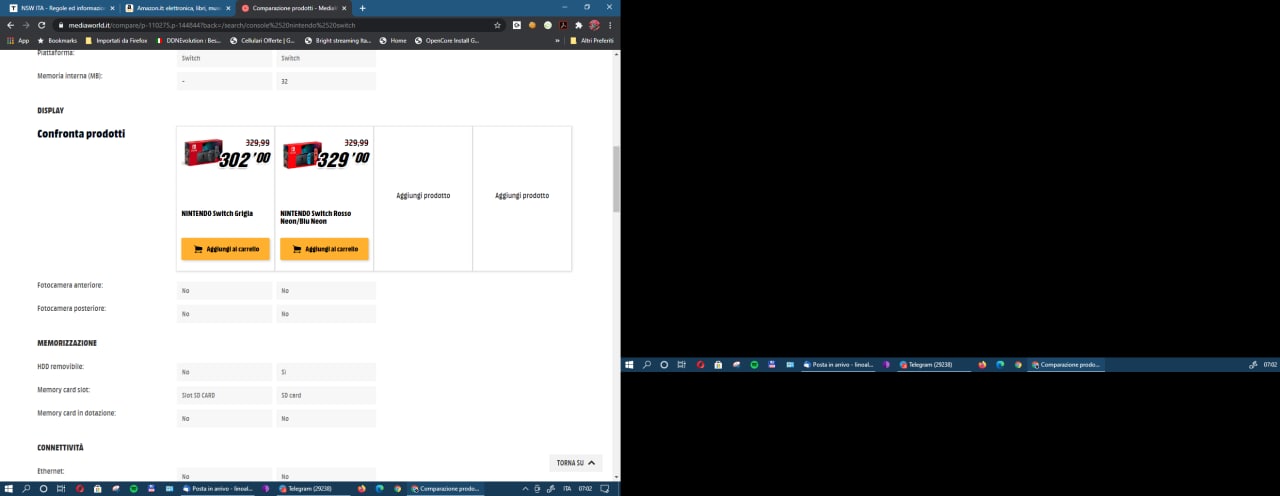 NSW ITA - Regole ed informazio
Amazon.it: elettronica, libri, mus
Comparazione prodotti - Media
mediaworld.it/compare/p-110275,p-144844?back=/search/console%2520nintendo%2520switch
App
Bookmarks
Importati da Firefox
DDNEvolution : Bes...
Cellulari Offerte | G...
Bright streaming Ita...
Home
OpenCore Install G...
»
Altri Preferiti
Piattaforma:
Switch
Switch
Memoria interna (MB):
-
32
DISPLAY
Confronta prodotti
329,99
302'00
329,99
329'00
Aggiungi prodotto
Aggiungi prodotto
NINTENDO Switch Grigia
NINTENDO Switch Rosso
Neon/Blu Neon
Aggiungi al carrello
Aggiungi al carrello
Fotocamera anteriore:
No
No
Fotocamera posteriore:
No
No
MEMORIZZAZIONE
HDD removibile:
No
Sì
Memory card slot:
Slot SD CARD
SD card
Memory card in dotazione:
No
No
CONNETTIVITÀ
TORNA SU
Ethernet:
No
No
Posta in arrivo - linoal...
Telegram (29238)
Comparazione prodo...
ITA
07:02
Posta in arrivo - linoal...
Telegram (29238)
Comparazione prodo...
07:02